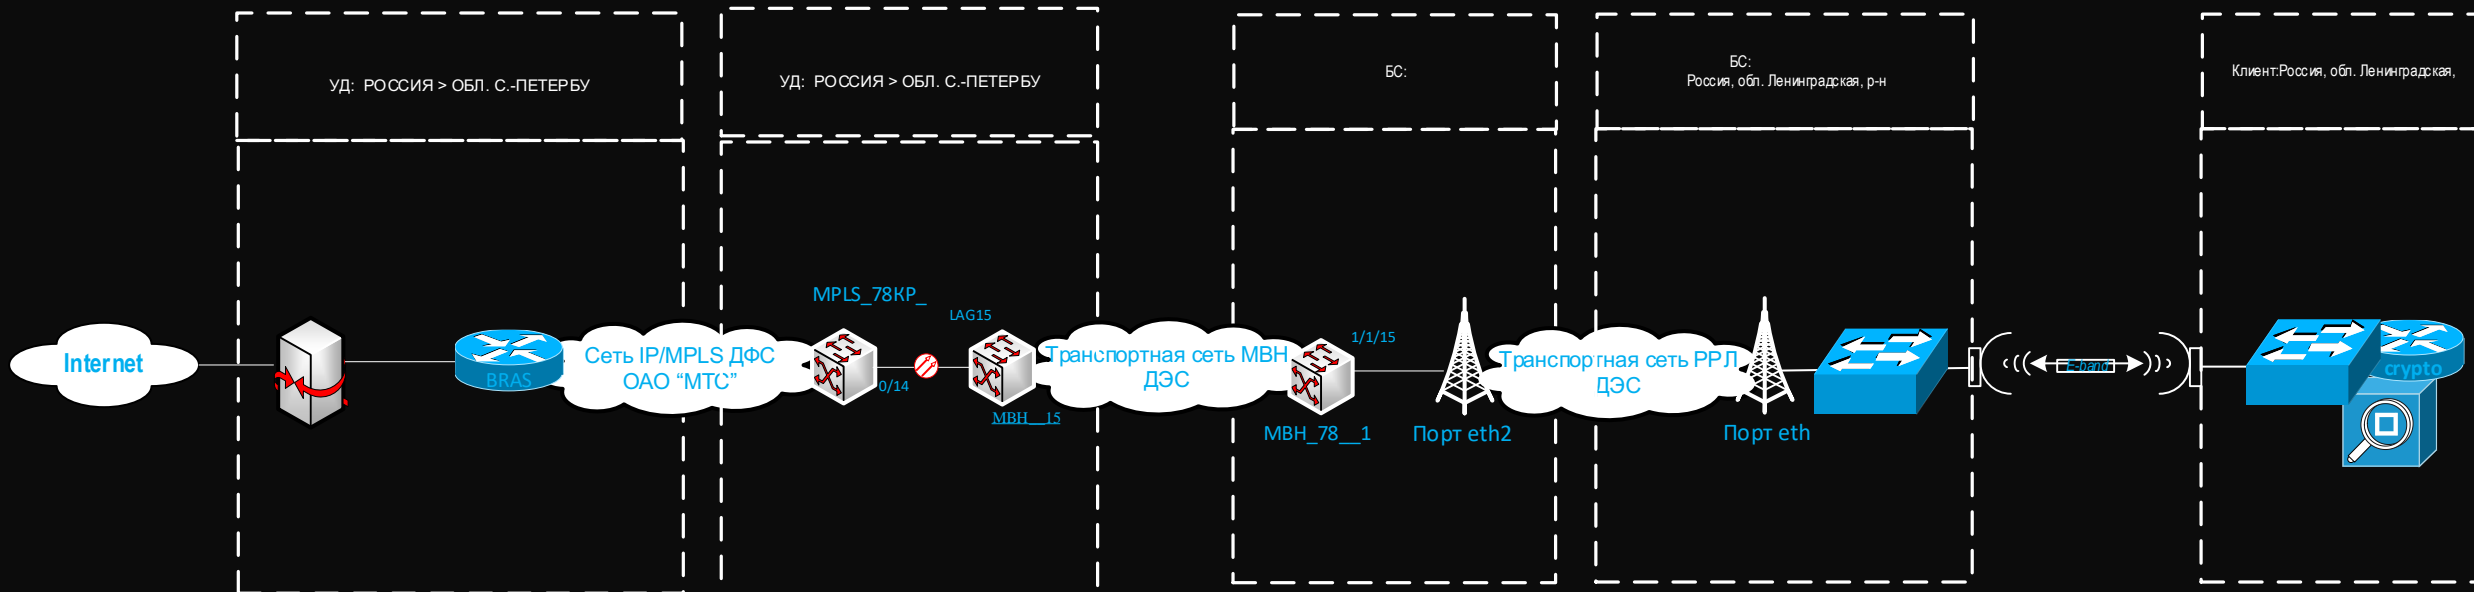 УД: РОССИЯ > ОБЛ. С.-ПЕТЕРБУ
УД: РОССИЯ > ОБЛ. С.-ПЕТЕРБУ
БС:
БС:
Россия, обл. Ленинградская, р-н
Клиент:Россия, обл. Ленинградская,
Internet
BRAS
Сеть IP/MPLS ДФС
ОАО “МТС”
MPLS_78КР_
0/14
LAG15
МВН__15
Транспортная сеть МВН
ДЭС
1/1/15
МВН_78__1
Порт eth2
Транспортная сеть РРЛ
ДЭС
Порт eth
E-band
crypto